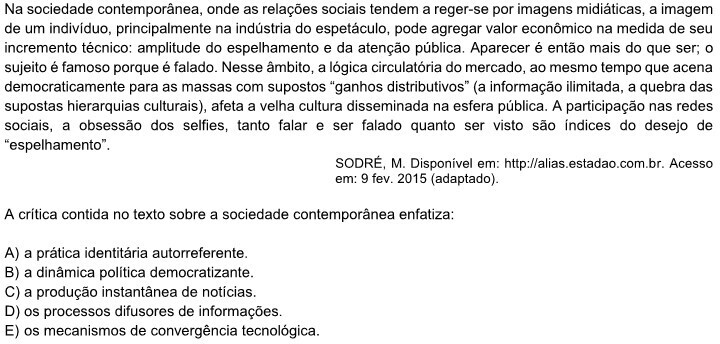 Na sociedade contemporânea, onde as relações sociais tendem a reger-se por imagens midiáticas, a imagem
de um indivíduo, principalmente na indústria do espetáculo, pode agregar valor econômico na medida de seu
incremento técnico: amplitude do espelhamento e da atenção pública. Aparecer é então mais do que ser; o
sujeito é famoso porque é falado. Nesse âmbito, a lógica circulatória do mercado, ao mesmo tempo que acena
democraticamente para as massas com supostos “ganhos distributivos” (a informação ilimitada, a quebra das
supostas hierarquias culturais), afeta a velha cultura disseminada na esfera pública. A participação nas redes
sociais, a obsessão dos selfies, tanto falar e ser falado quanto ser visto são índices do desejo de
“espelhamento”.
SODRÉ, M. Disponível em: http://alias.estadao.com.br. Acesso
em: 9 fev. 2015 (adaptado).
A crítica contida no texto sobre a sociedade contemporânea enfatiza:
A) a prática identitária autorreferente.
B) a dinâmica política democratizante.
C) a produção instantânea de notícias.
D) os processos difusores de informações.
E) os mecanismos de convergência tecnológica.